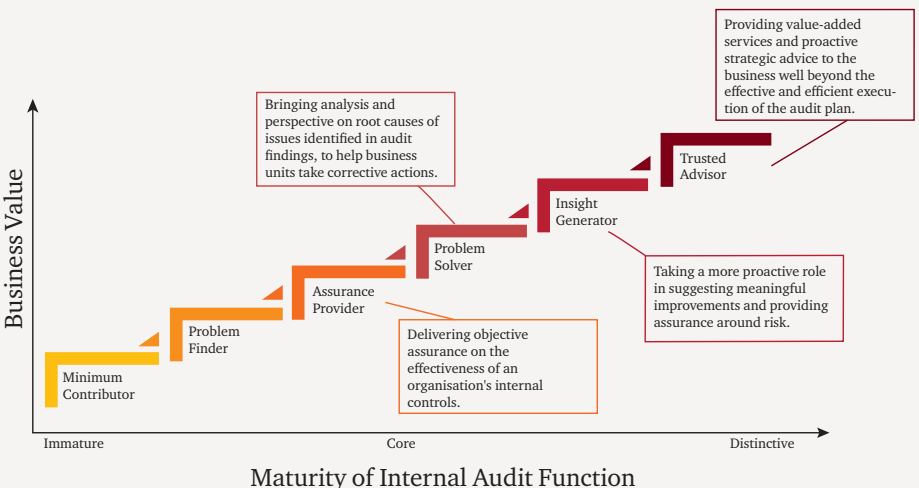 Providing value-added
services and proactive
strategic advice to the
business well beyond the
effective and efficient execu-
tion of the audit plan.
Bringing analysis and
perspective on root causes of
issues identified in audit
findings, to help business
units take corrective actions.
Trusted
Advisor
Insight
Generator
Problem
Solver
Taking a more proactive role
in suggesting meaningful
improvements and providing
assurance around risk.
Assurance
Provider
Delivering objective
assurance on the
effectiveness of an
organisation's internal
controls.
Problem
Finder
Minimum
Contributor
Business Value
Immature
Core
Distinctive
Maturity of Internal Audit Function